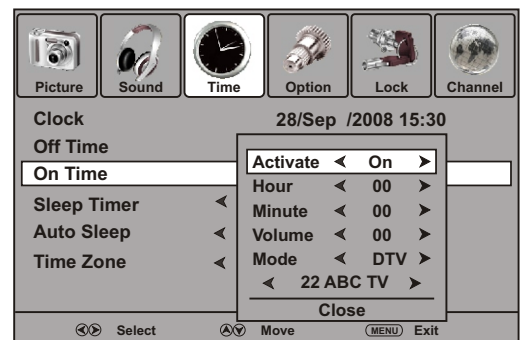 Picture Sound Time Option Lock Channel
Clock 28/Sep /2008 15:30
Off Time
On Time
Activate On
Hour 00
Sleep Timer
Minute 00
Auto Sleep
Volume 00
Time Zone
Mode DTV
22 ABC TV
Close
Select Move MENU Exit